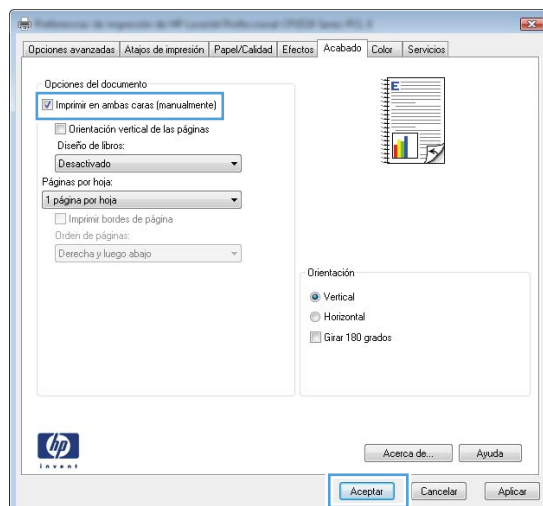 Opciones avanzadas Atajos de impresión Papel/Calidad Efectos Acabado Color Servicios
Opciones del documento
Imprimir en ambas caras (manualmente)
Orientación vertical de las páginas
Diseño de libros:
Desactivado
Páginas por hoja:
1 página por hoja
Imprimir bordes de página
Orden de páginas:
Derecha y luego abajo
E
Orientación
Vertical
Horizontal
Girar 180 grados
hp
invent
Acerca de... Ayuda
Aceptar Cancelar Aplicar